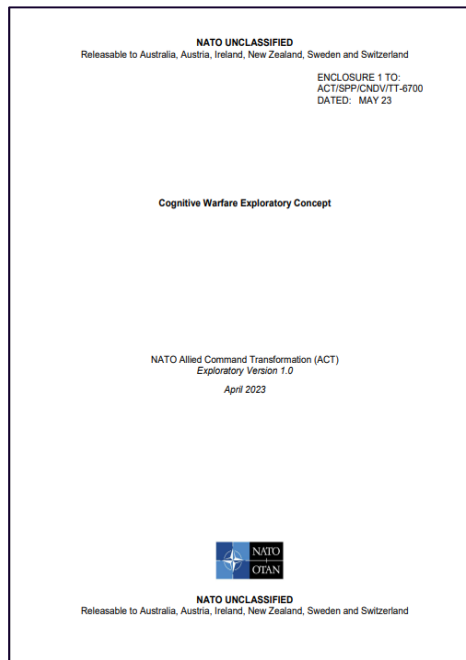 NATO UNCLASSIFIED
Releasable to Australia, Austria, Ireland, New Zealand, Sweden and Switzerland
ENCLOSURE 1 TO:
ACT/SPP/CNDV/TT-6700
DATED: MAY 23
Cognitive Warfare Exploratory Concept
NATO Allied Command Transformation (ACT)
Exploratory Version 1.0
April 2023
NATO
OTAN
NATO UNCLASSIFIED
Releasable to Australia, Austria, Ireland, New Zealand, Sweden and Switzerland